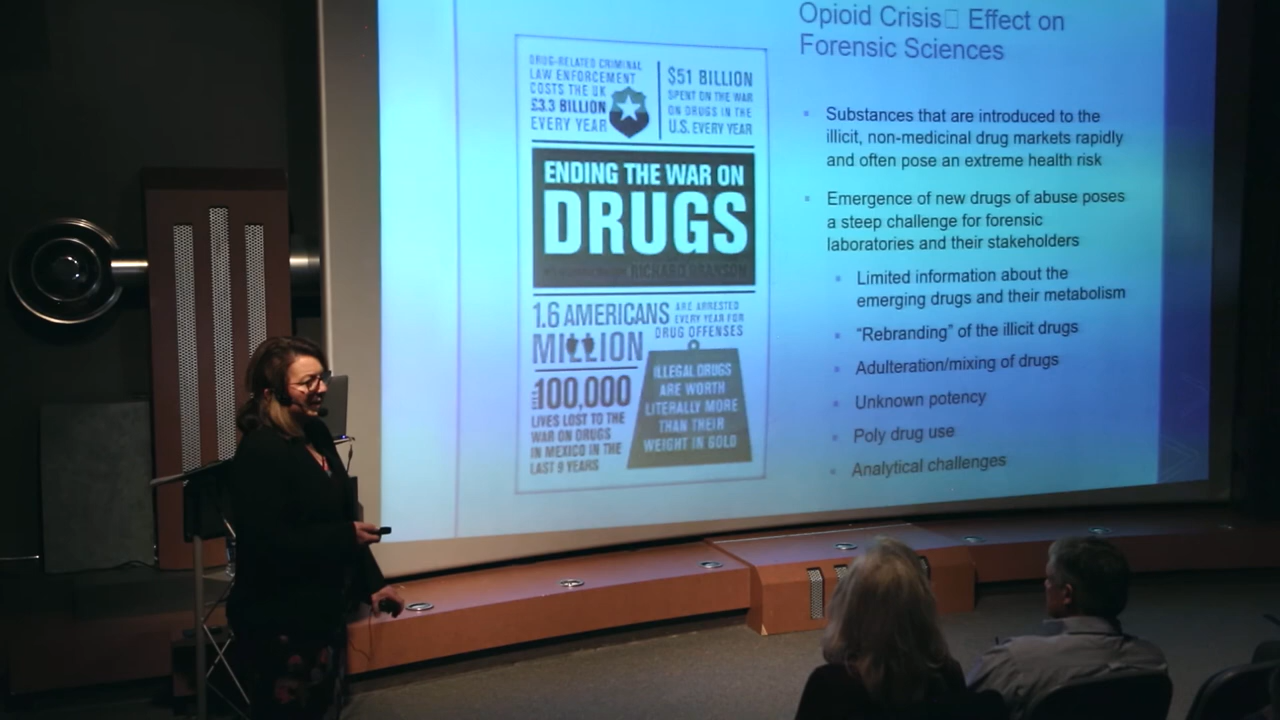 Opioid Crisis□ Effect on
Forensic Sciences
DRUG-RELATED CRIMINAL
LAW ENFORCEMENT
COSTS THE UK
£3.3 BILLION
EVERY YEAR
$51 BILLION
SPENT ON THE WAR
ON DRUGS IN THE
U.S. EVERY YEAR
ENDING THE WAR ON
DRUGS
RICHARD BRANSON
1.6 AMERICANS
MILLION
ARE ARRESTED
EVERY YEAR FOR
DRUG OFFENSES
100,000
LIVES LOST TO THE
WAR ON DRUGS
IN MEXICO IN THE
LAST 9 YEARS
ILLEGAL DRUGS
ARE WORTH
LITERALLY MORE
THAN THEIR
WEIGHT IN GOLD
Substances that are introduced to the
illicit, non-medicinal drug markets rapidly
and often pose an extreme health risk
Emergence of new drugs of abuse poses
a steep challenge for forensic
laboratories and their stakeholders
Limited information about the
emerging drugs and their metabolism
“Rebranding” of the illicit drugs
Adulteration/mixing of drugs
Unknown potency
Poly drug use
Analytical challenges